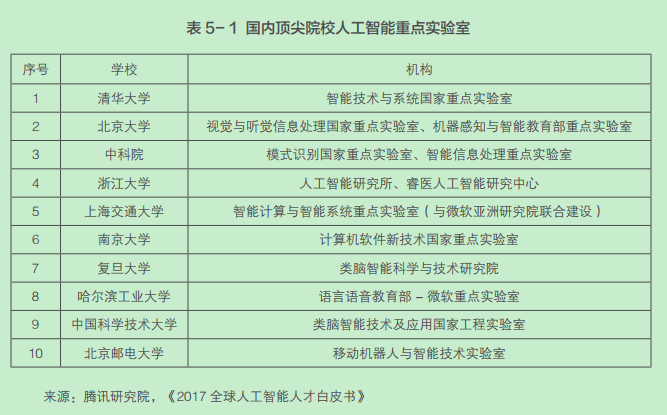 表 5-1 国内顶尖院校人工智能重点实验室
序号 学校 机构
1 清华大学 智能技术与系统国家重点实验室
2 北京大学 视觉与听觉信息处理国家重点实验室、机器感知与智能教育部重点实验室
3 中科院 模式识别国家重点实验室、智能信息处理重点实验室
4 浙江大学 人工智能研究所、睿医人工智能研究中心
5 上海交通大学 智能计算与智能系统重点实验室（与微软亚洲研究院联合建设）
6 南京大学 计算机软件新技术国家重点实验室
7 复旦大学 类脑智能科学与技术研究院
8 哈尔滨工业大学 语言语音教育部 – 微软重点实验室
9 中国科学技术大学 类脑智能技术及应用国家工程实验室
10 北京邮电大学 移动机器人与智能技术实验室
来源：腾讯研究院，《2017 全球人工智能人才白皮书》